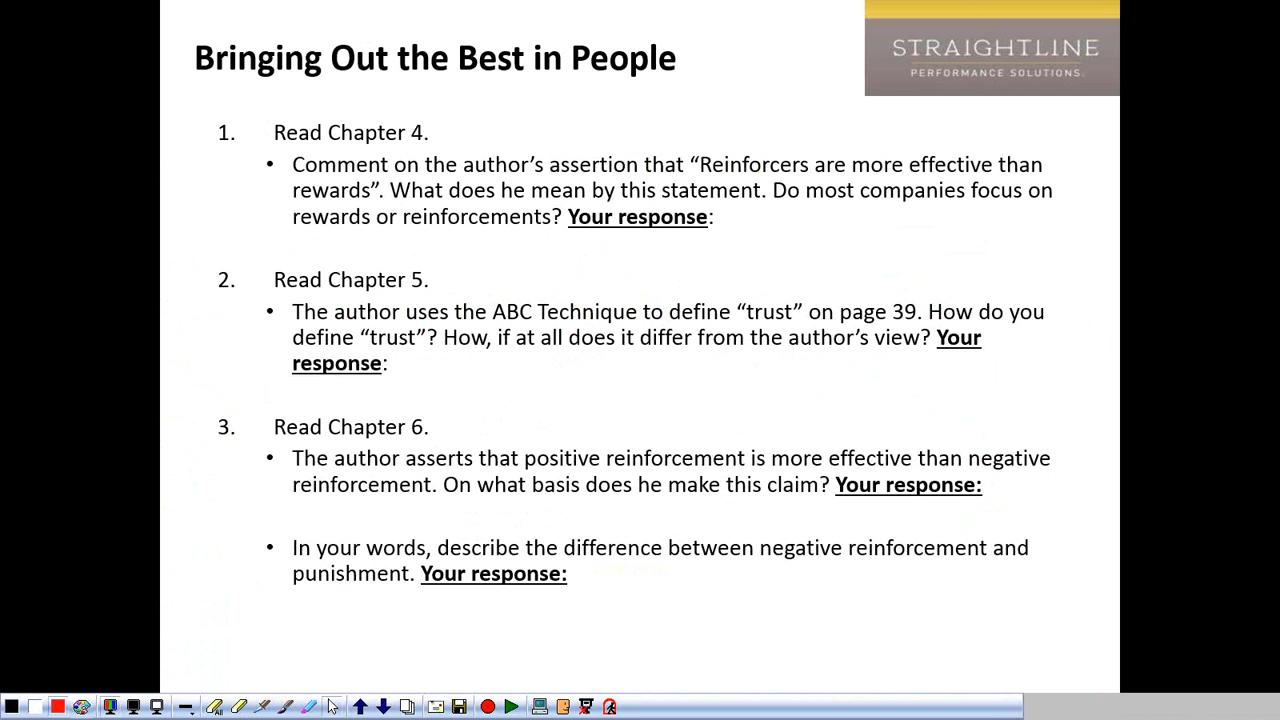 Bringing Out the Best in People
STRAIGHTLINE
PERFORMANCE SOLUTIONS.
1. Read Chapter 4.
• Comment on the author’s assertion that “Reinforcers are more effective than
rewards”. What does he mean by this statement. Do most companies focus on
rewards or reinforcements? Your response:
2. Read Chapter 5.
• The author uses the ABC Technique to define “trust” on page 39. How do you
define “trust”? How, if at all does it differ from the author’s view? Your
response:
3. Read Chapter 6.
• The author asserts that positive reinforcement is more effective than negative
reinforcement. On what basis does he make this claim? Your response:
• In your words, describe the difference between negative reinforcement and
punishment. Your response: